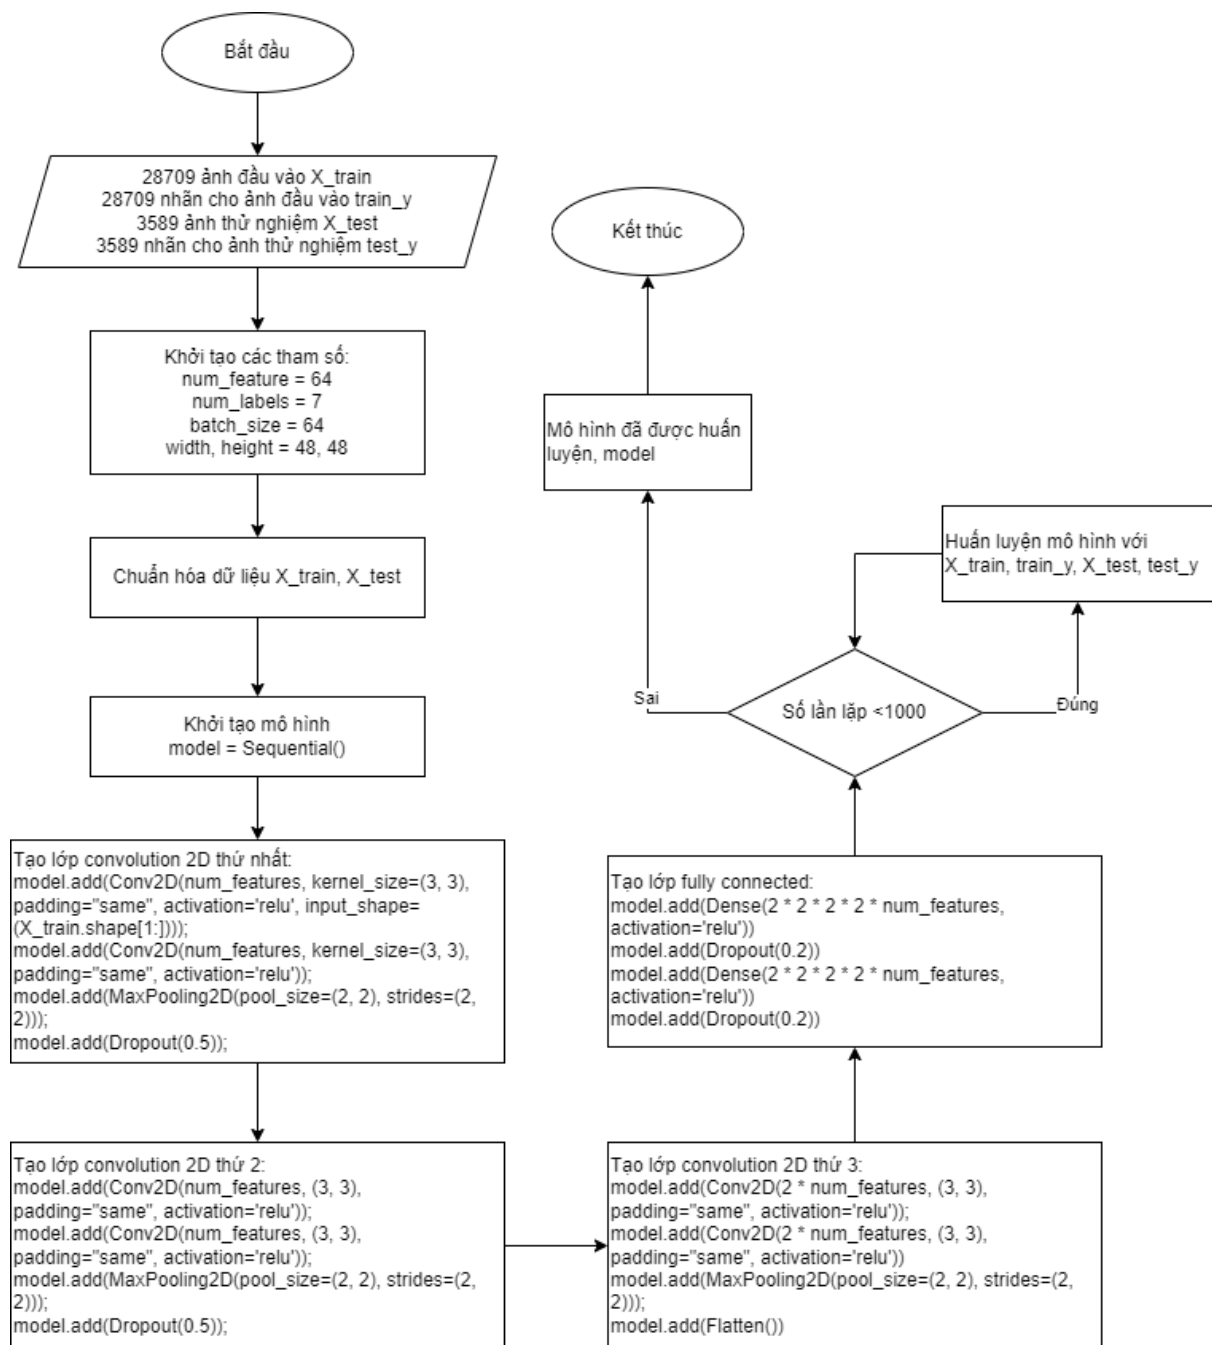 Bắt đầu
28709 ảnh đầu vào X_train
28709 nhãn cho ảnh đầu vào train_y
3589 ảnh thử nghiệm X_test
3589 nhãn cho ảnh thử nghiệm test_y
Khởi tạo các tham số:
num_feature = 64
num_labels = 7
batch_size = 64
width, height = 48, 48
Chuẩn hóa dữ liệu X_train, X_test
Khởi tạo mô hình
model = Sequential()
Tạo lớp convolution 2D thứ nhất:
model.add(Conv2D(num_features, kernel_size=(3, 3),
padding="same", activation='relu', input_shape=
(X_train.shape[1:])));
model.add(Conv2D(num_features, kernel_size=(3, 3),
padding="same", activation='relu'));
model.add(MaxPooling2D(pool_size=(2, 2), strides=(2,
2)));
model.add(Dropout(0.5));
Tạo lớp convolution 2D thứ 2:
model.add(Conv2D(num_features, (3, 3),
padding="same", activation='relu'));
model.add(Conv2D(num_features, (3, 3),
padding="same", activation='relu'));
model.add(MaxPooling2D(pool_size=(2, 2), strides=(2,
2)));
model.add(Dropout(0.5));
Tạo lớp convolution 2D thứ 3:
model.add(Conv2D(2 * num_features, (3, 3),
padding="same", activation='relu'));
model.add(Conv2D(2 * num_features, (3, 3),
padding="same", activation='relu'))
model.add(MaxPooling2D(pool_size=(2, 2), strides=(2,
2)));
model.add(Flatten())
Tạo lớp fully connected:
model.add(Dense(2 * 2 * 2 * 2 * num_features,
activation='relu'))
model.add(Dropout(0.2))
model.add(Dense(2 * 2 * 2 * 2 * num_features,
activation='relu'))
model.add(Dropout(0.2))
Số lần lặp <1000
Đúng
Huấn luyện mô hình với
X_train, train_y, X_test, test_y
Sai
Mô hình đã được huấn
luyện, model
Kết thúc